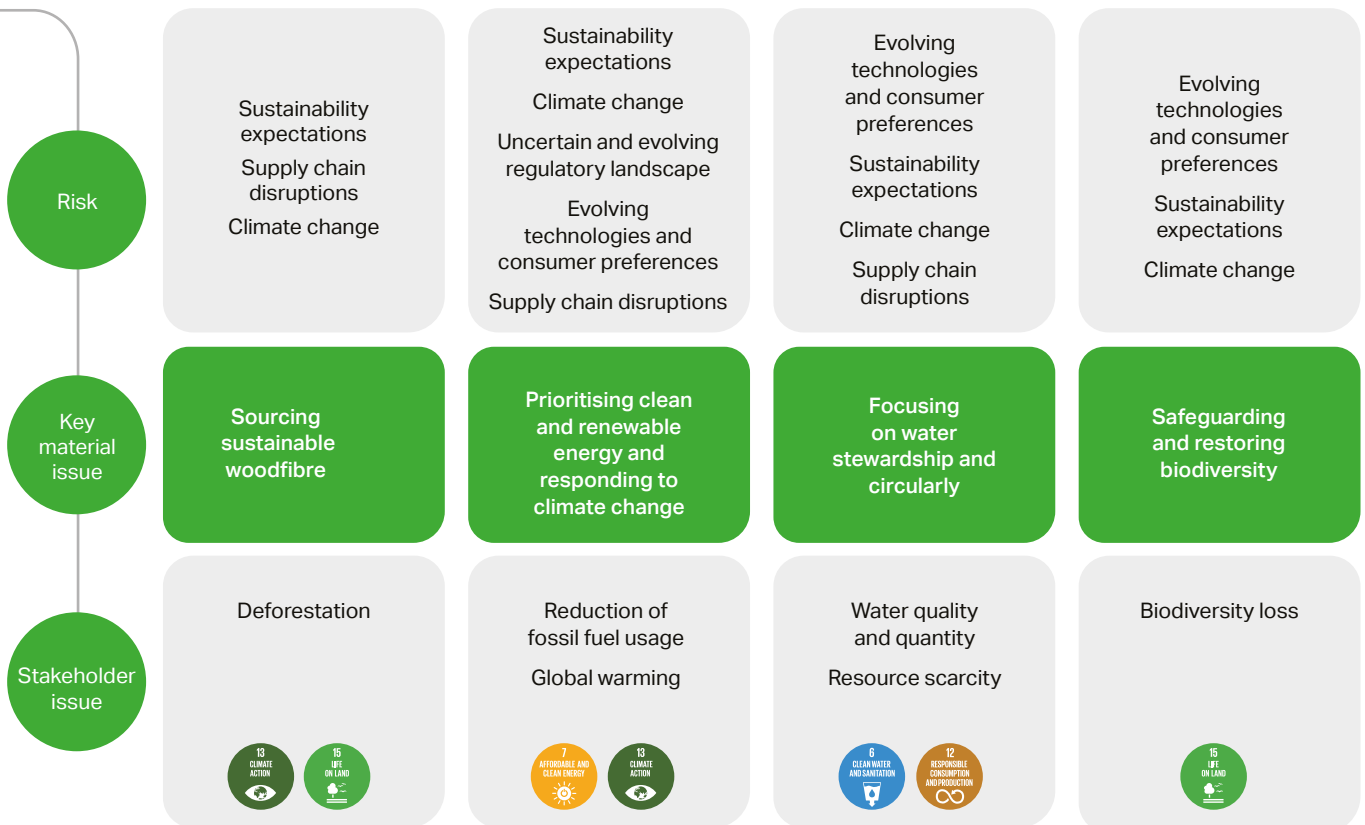 Risk
Sustainability
expectations
Supply chain
disruptions
Climate change
Sustainability
expectations
Climate change
Uncertain and evolving
regulatory landscape
Evolving
technologies and
consumer preferences
Supply chain disruptions
Evolving
technologies
and consumer
preferences
Sustainability
expectations
Climate change
Supply chain
disruptions
Evolving
technologies
and consumer
preferences
Sustainability
expectations
Climate change
Key
material
issue
Sourcing
sustainable
woodfibre
Prioritising clean
and renewable
energy and
responding to
climate change
Focusing
on water
stewardship and
circularly
Safeguarding
and restoring
biodiversity
Stakeholder
issue
Deforestation
13
CLIMATE
ACTION
15
LIFE
ON LAND
Reduction of
fossil fuel usage
Global warming
7
AFFORDABLE AND
CLEAN ENERGY
13
CLIMATE
ACTION
Water quality
and quantity
Resource scarcity
6
CLEAN WATER
AND SANITATION
12
RESPONSIBLE
CONSUMPTION
AND PRODUCTION
Biodiversity loss
15
LIFE
ON LAND